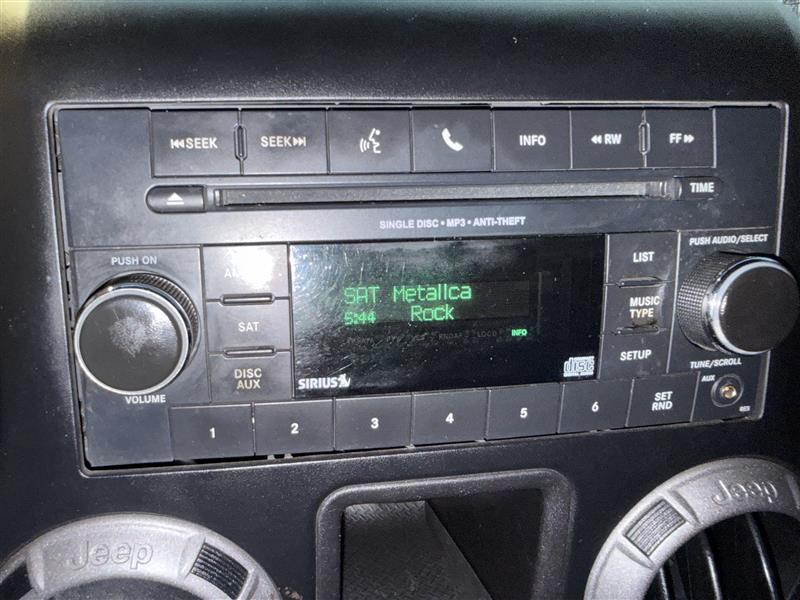 SEEK SEEK INFO RW FF
TIME
SINGLE DISC • MP3 • ANTI-THEFT
PUSH ON
VOLUME
SAT
DISC
AUX
SAT Metallca
5:44 Rock
INFO
SIRIUS
disc
LIST
MUSIC
TYPE
SETUP
PUSH AUDIO/SELECT
TUNE/SCROLL
AUX
1 2 3 4 5 6
SET
RND
Jeep
Jeep